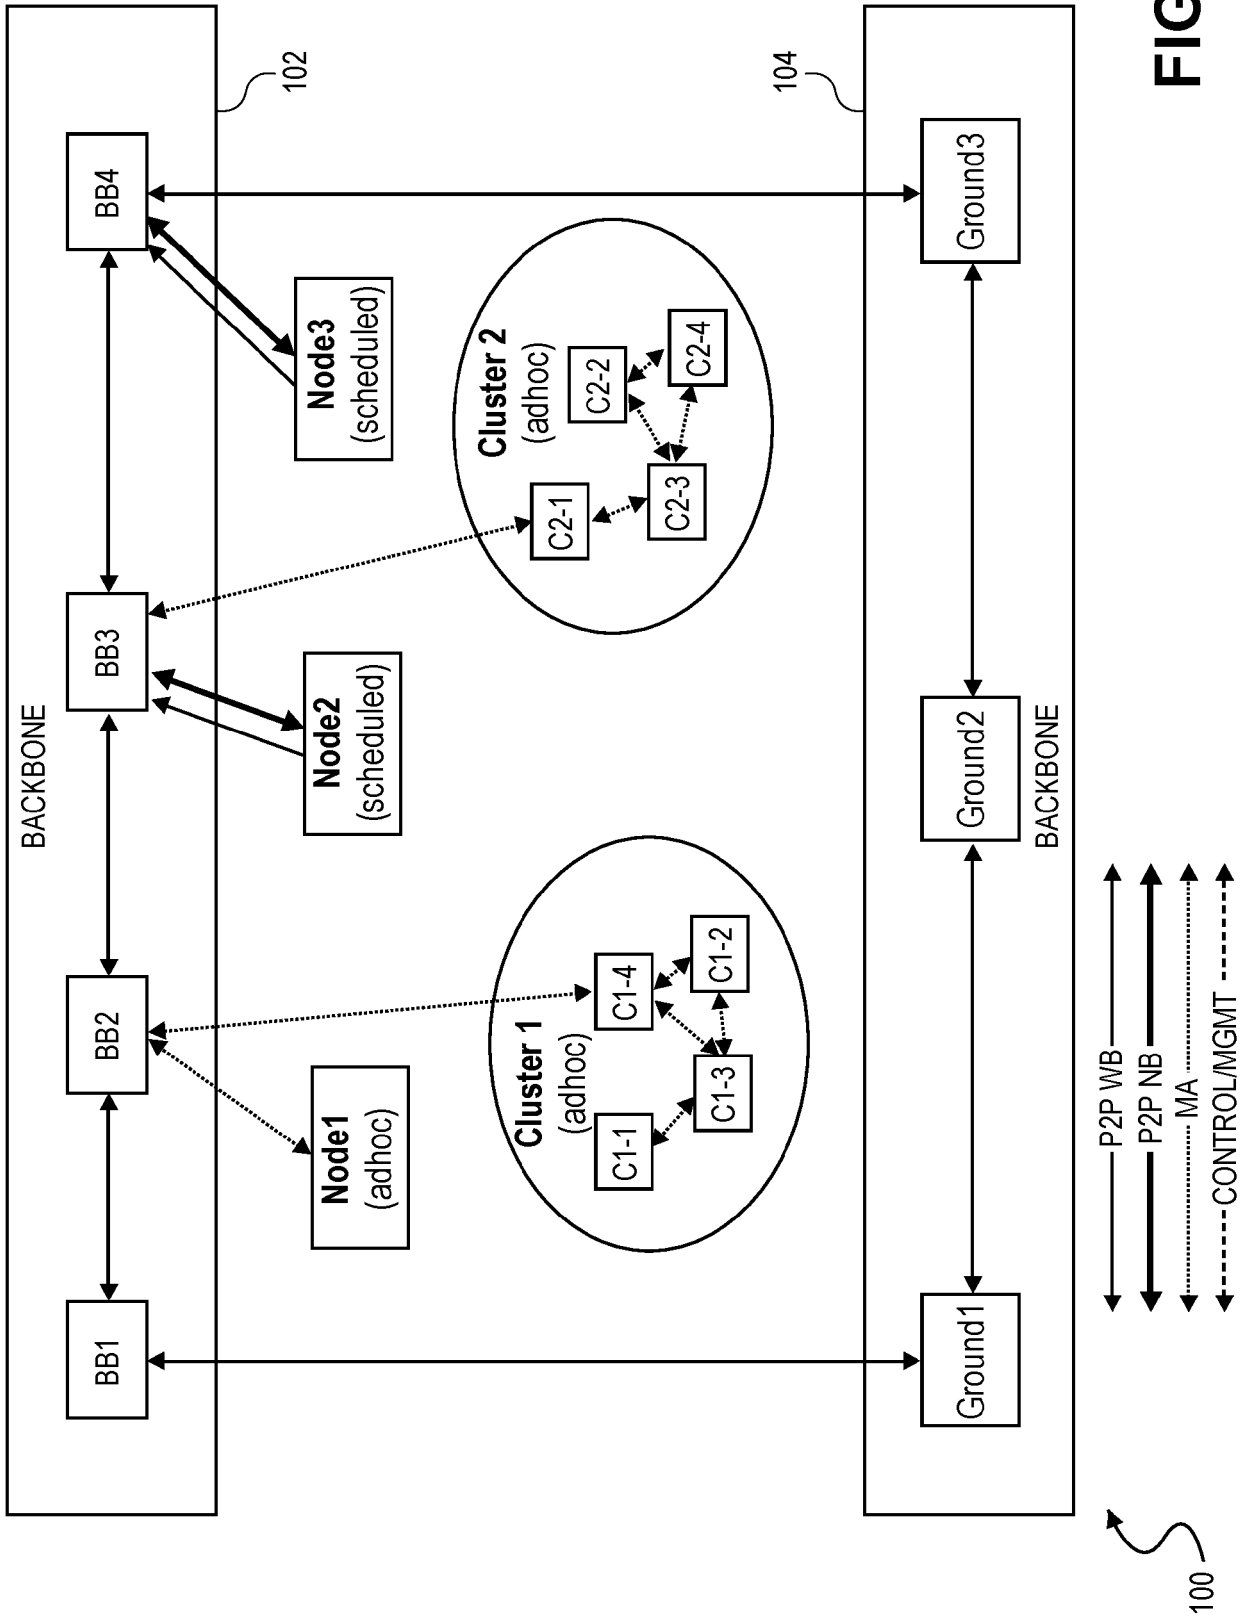 BACKBONE
BB1
BB2
BB3
BB4
102
Node1
(adhoc)
Node2
(scheduled)
Node3
(scheduled)
Cluster 1
(adhoc)
C1-1
C1-4
C1-3
C1-2
Cluster 2
(adhoc)
C2-1
C2-2
C2-3
C2-4
104
Ground1
Ground2
Ground3
BACKBONE
P2P WB
P2P NB
MA
CONTROL/MGMT
100
FIG